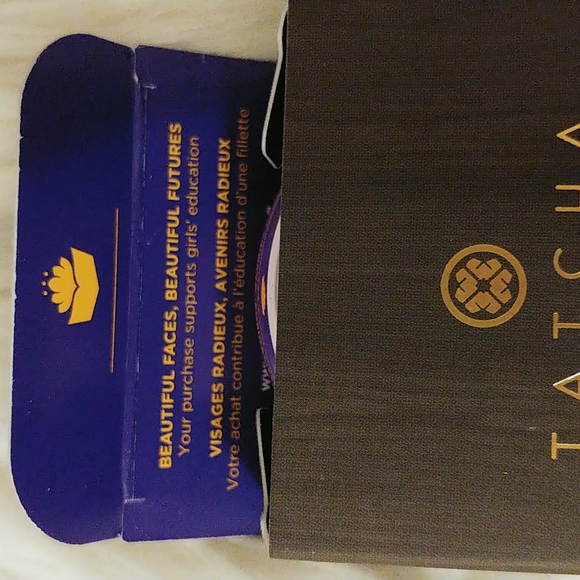 BEAUTIFUL FACES, BEAUTIFUL FUTURES
Your purchase supports girls' education
VISAGES RADIEUX, AVENIRS RADIEUX
Votre achat contribue à l'éducation d'une fillette
TATCHA